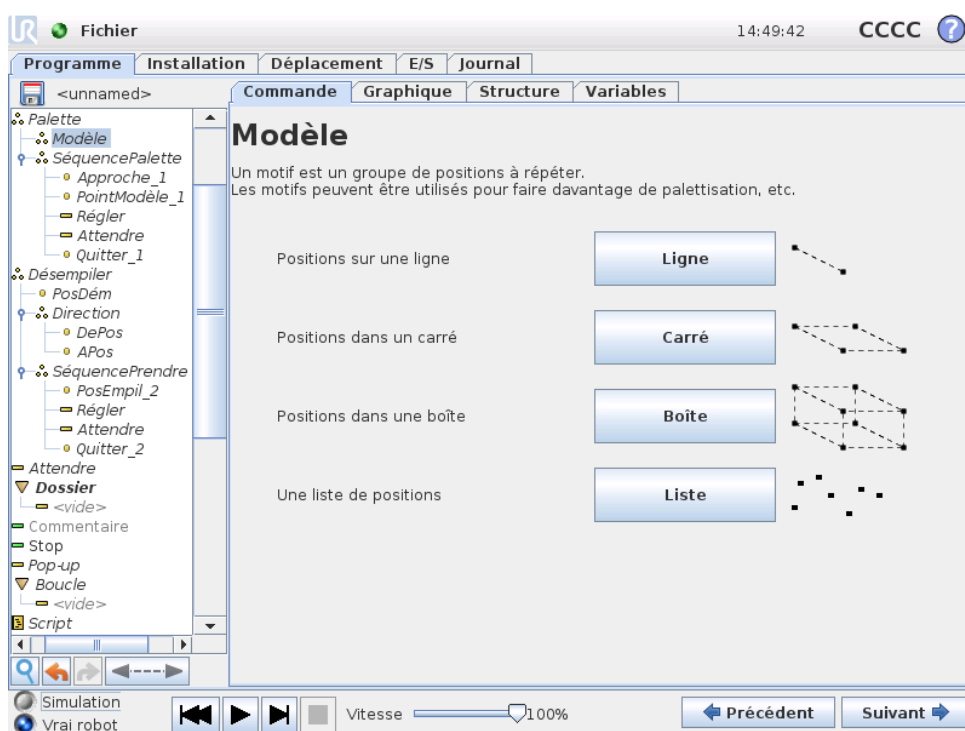 Fichier
14:49:42
CCCC
?
Programme
Installation
Déplacement
E/S
Journal
<unnamed>
Commande
Graphique
Structure
Variables
Palette
Modèle
SéquencePalette
Approche_1
PointModèle_1
Régler
Attendre
Quitter_1
Désempiler
PosDém
Direction
DePos
APos
SéquencePrendre
PosEmpil_2
Régler
Attendre
Quitter_2
Attendre
Dossier
<vide>
Commentaire
Stop
Pop-up
Boucle
<vide>
Script
Modèle
Un motif est un groupe de positions à répéter.
Les motifs peuvent être utilisés pour faire davantage de palettisation, etc.
Positions sur une ligne
Ligne
Positions dans un carré
Carré
Positions dans une boîte
Boîte
Une liste de positions
Liste
Simulation
Vrai robot
Vitesse
100%
Précédent
Suivant